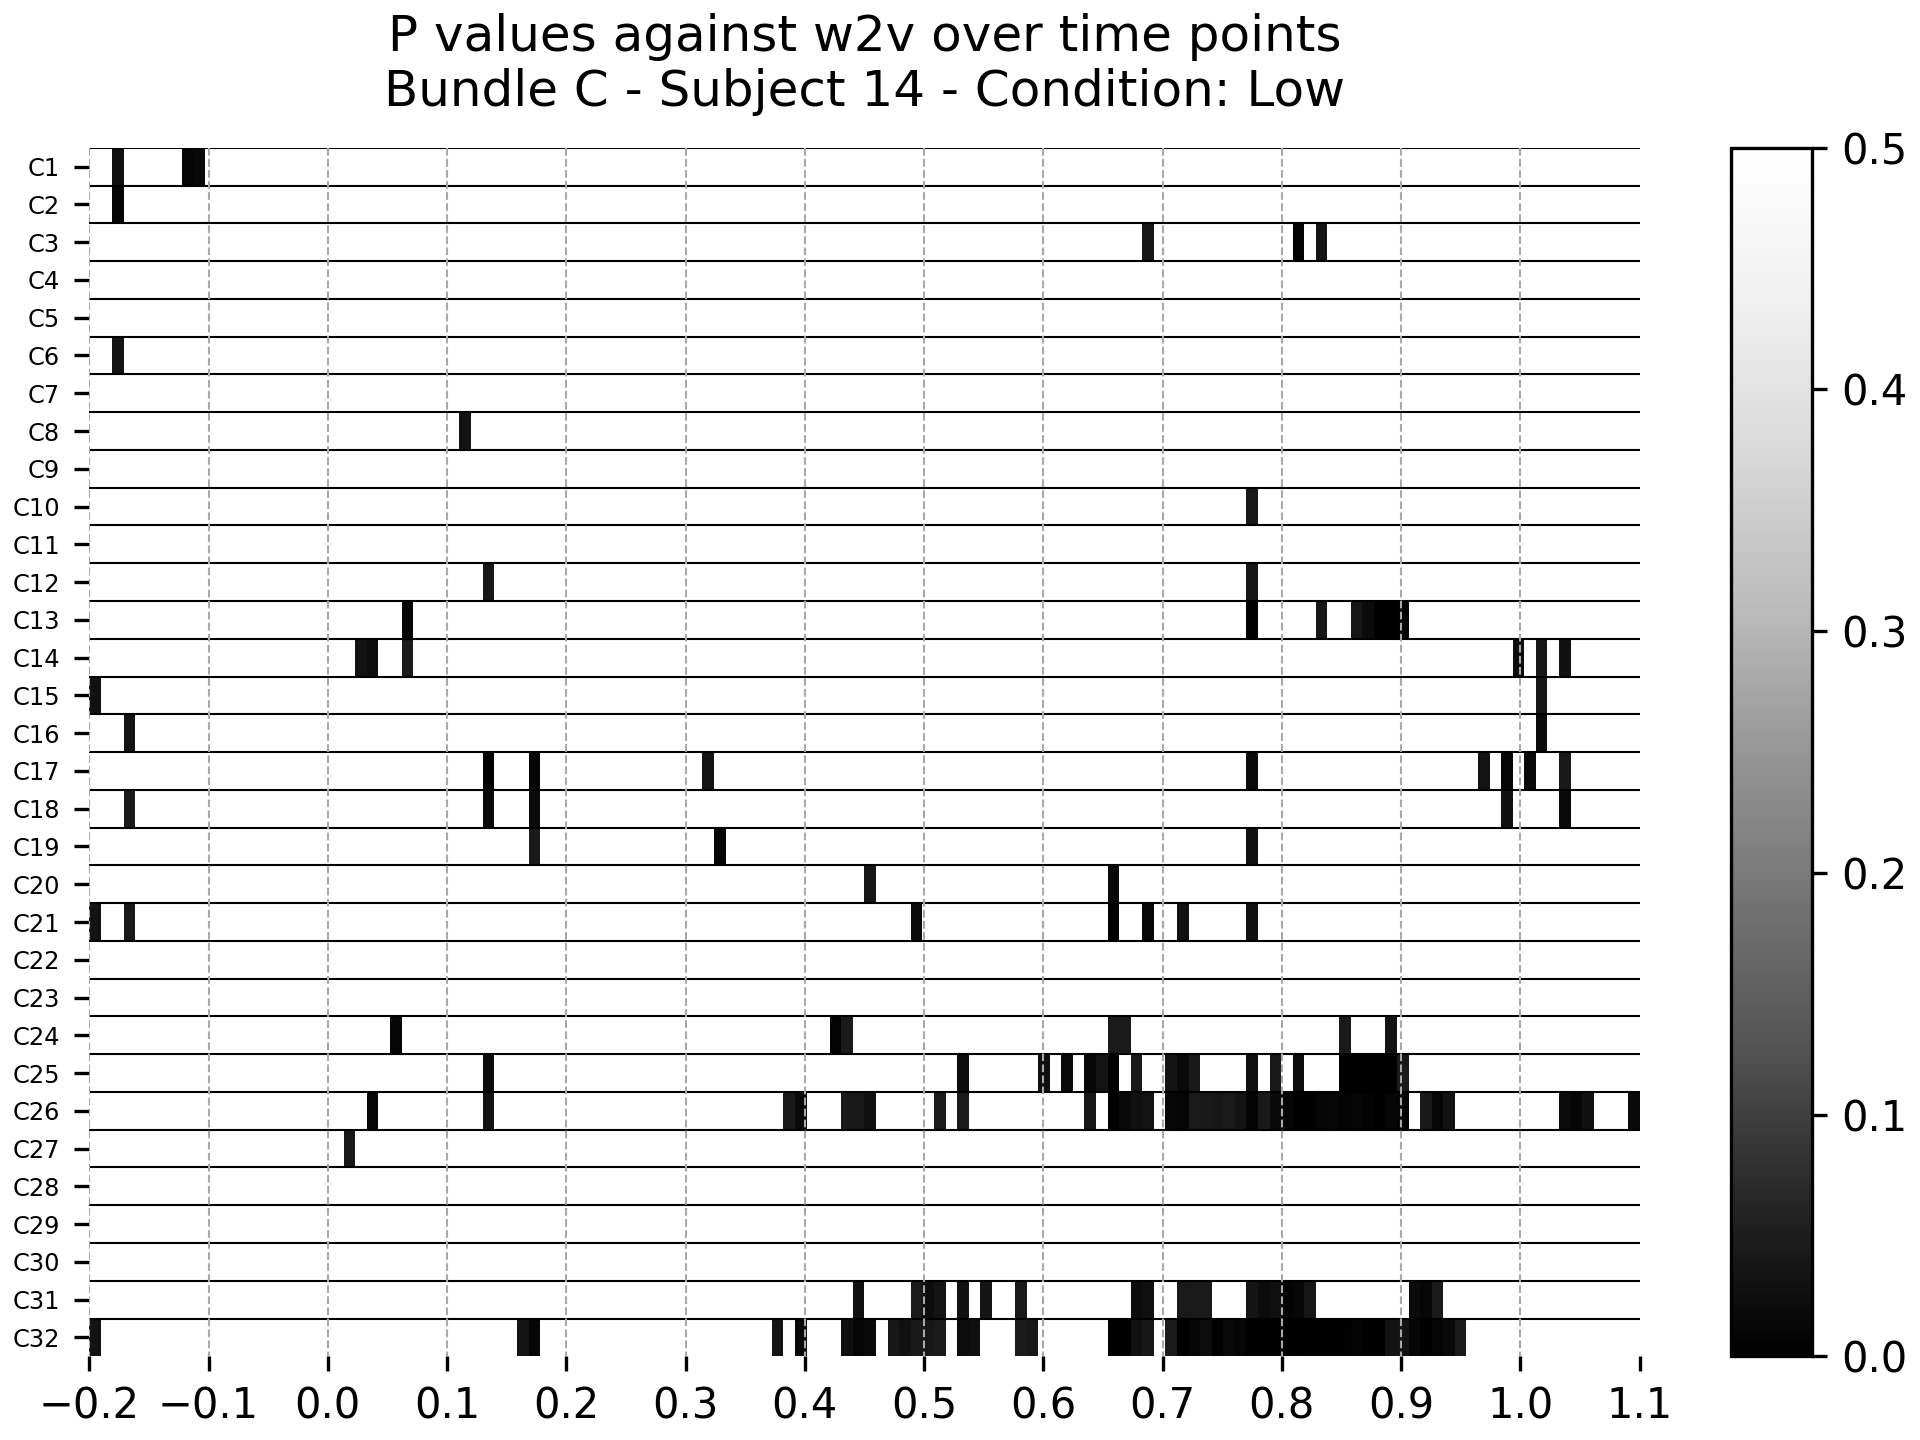 P values against w2v over time points
Bundle C - Subject 14 - Condition: Low
C1
C2
C3
C4
C5
C6
C7
C8
C9
C10
C11
C12
C13
C14
C15
C16
C17
C18
C19
C20
C21
C22
C23
C24
C25
C26
C27
C28
C29
C30
C31
C32
−0.2 −0.1 0.0 0.1 0.2 0.3 0.4 0.5 0.6 0.7 0.8 0.9 1.0 1.1
0.5
0.4
0.3
0.2
0.1
0.0